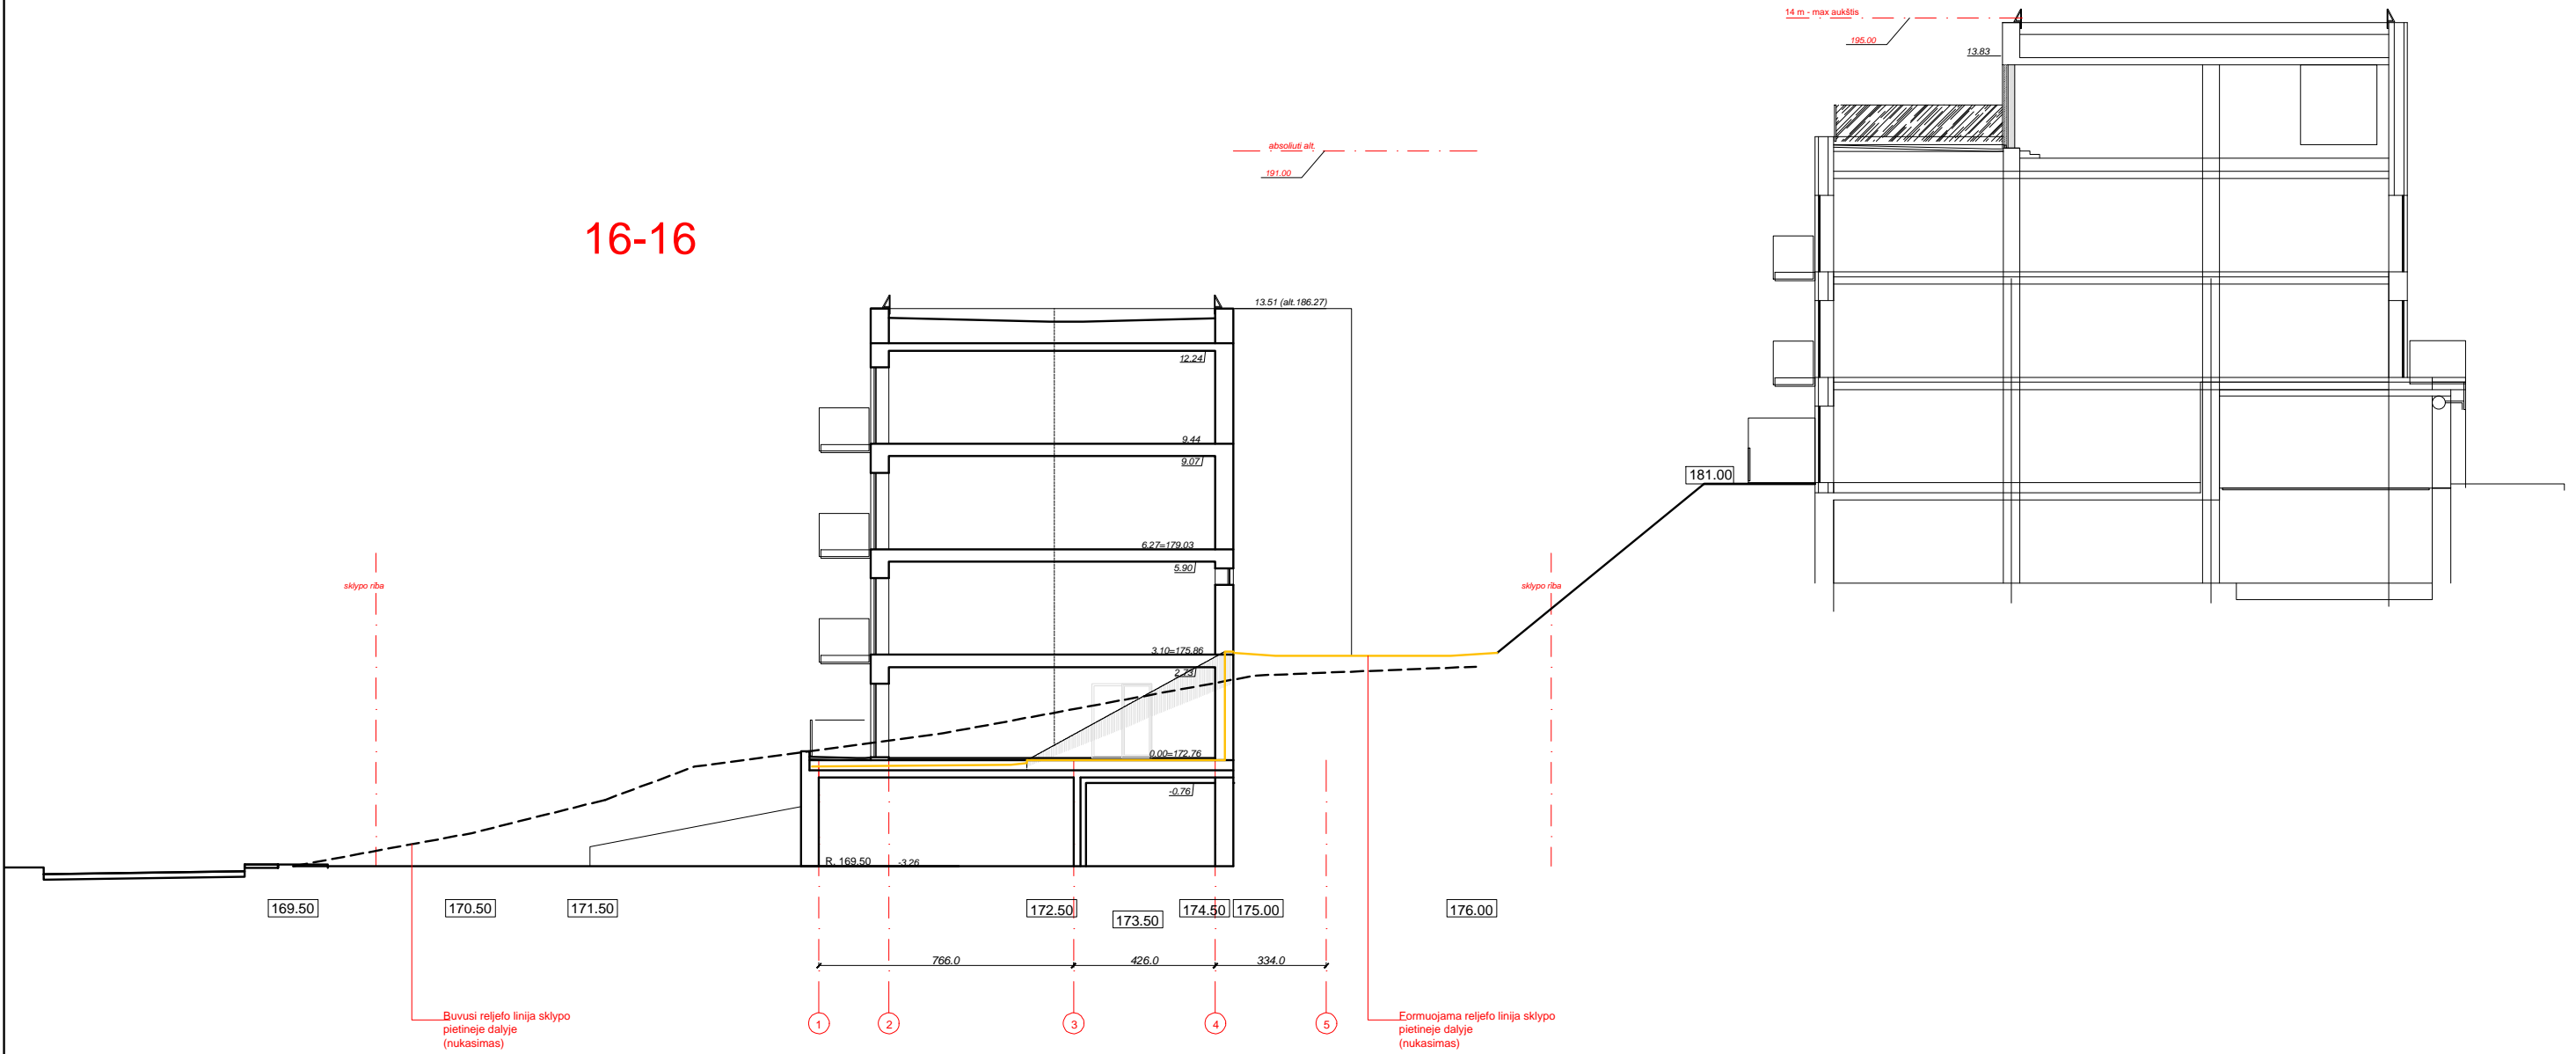 14 m - max aukštis
195.00
13.83
absoliuti alt.
191.00
16-16
13.51 (alt.186.27)
12.24
9.44
9.07
181.00
6.27=179.03
5.90
sklypo riba
sklypo riba
3.10=175.86
2.73
0.00=172.76
-0.76
R. 169.50
-3.26
169.50
170.50
171.50
172.50
173.50
174.50
175.00
176.00
766.0
426.0
334.0
1
2
3
4
5
Buvusi reljefo linija sklypo
pietineje dalyje
(nukasimas)
Formuojama reljefo linija sklypo
pietineje dalyje
(nukasimas)